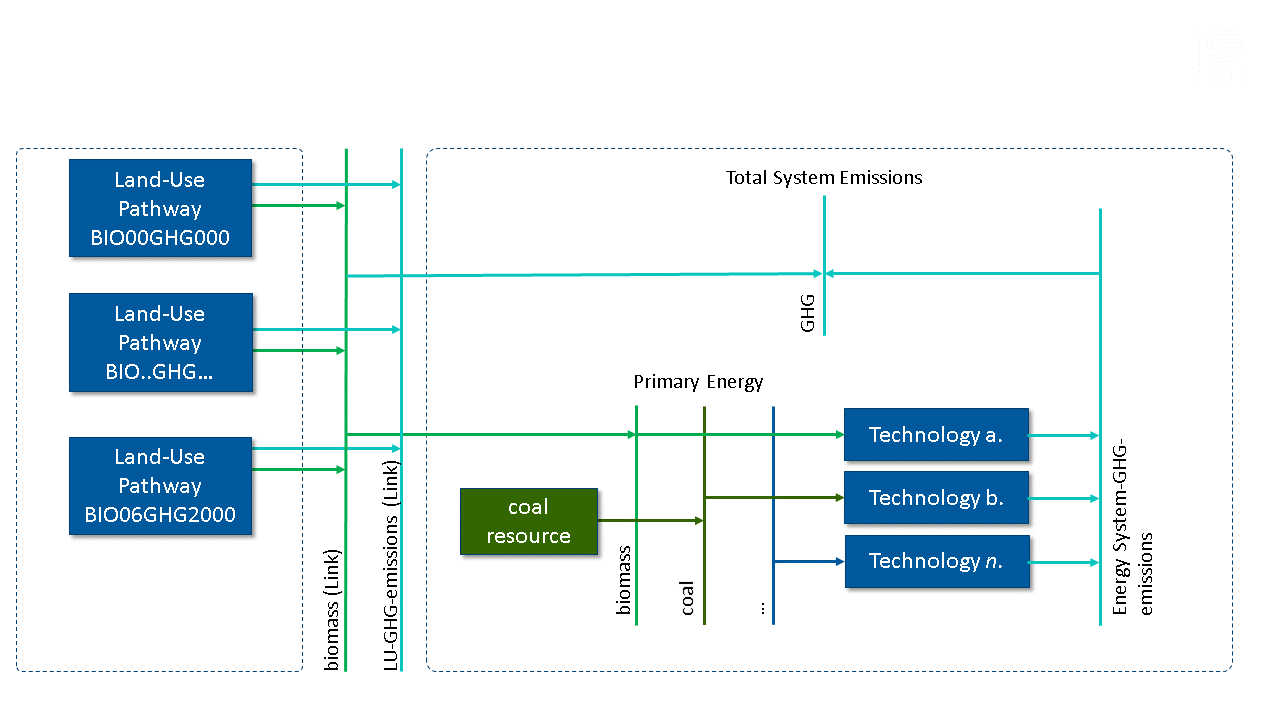 Land-Use
Pathway
BIO00GHG000
Land-Use
Pathway
BIO..GHG…
Land-Use
Pathway
BIO06GHG2000
biomass (Link)
LU-GHG-emissions (Link)
Total System Emissions
GHG
Primary Energy
coal
resource
biomass
coal
...
Technology a.
Technology b.
Technology n.
Energy System-GHG-
emissions